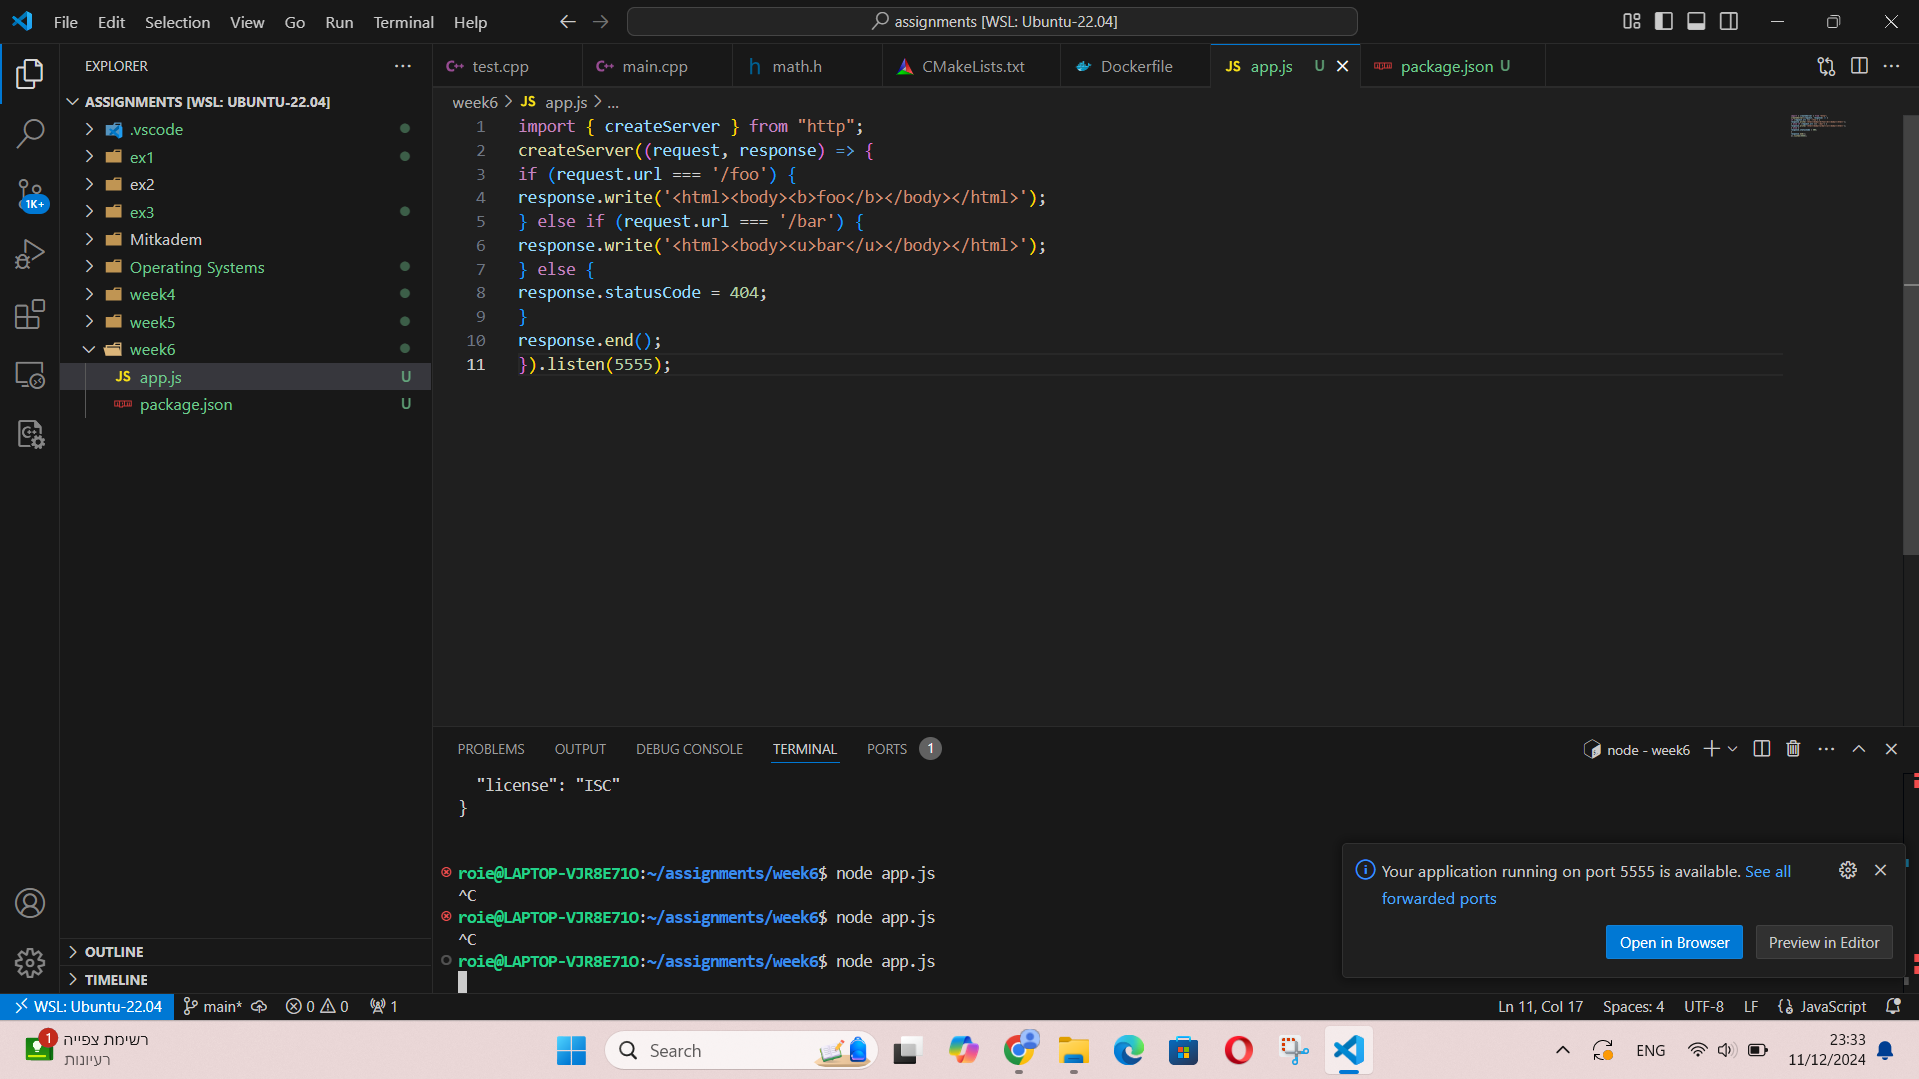 File Edit Selection View Go Run Terminal Help
assignments [WSL: Ubuntu-22.04]
EXPLORER
test.cpp
main.cpp
math.h
CMakeLists.txt
Dockerfile
JS app.js U
package.json U
ASSIGNMENTS [WSL: UBUNTU-22.04]
.vscode
ex1
ex2
ex3
Mitkadem
Operating Systems
week4
week5
week6
JS app.js U
package.json U
1K+
OUTLINE
TIMELINE
week6 > JS app.js > ...
1 import { createServer } from "http";
2 createServer((request, response) => {
3 if (request.url === '/foo') {
4 response.write('<html><body><b>foo</b></body></html>');
5 } else if (request.url === '/bar') {
6 response.write('<html><body><u>bar</u></body></html>');
7 } else {
8 response.statusCode = 404;
9 }
10 response.end();
11 }).listen(5555);
PROBLEMS OUTPUT DEBUG CONSOLE TERMINAL PORTS 1
node - week6
"license": "ISC"
}
roie@LAPTOP-VJR8E71O:~/assignments/week6$ node app.js
^C
roie@LAPTOP-VJR8E71O:~/assignments/week6$ node app.js
^C
roie@LAPTOP-VJR8E71O:~/assignments/week6$ node app.js
Your application running on port 5555 is available. See all
forwarded ports
Open in Browser
Preview in Editor
WSL: Ubuntu-22.04 main* 0 0 1
Ln 11, Col 17 Spaces: 4 UTF-8 LF JavaScript
1
רשימת צפייה
רעיונות
Search
ENG
23:33
11/12/2024